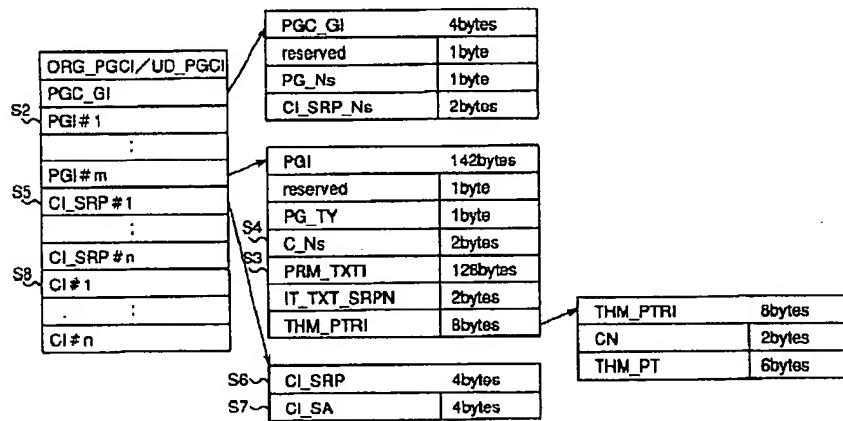 ORG_PGCI/UD_PGCI
PGC_GI
S2 PGI#1
:
PGI#m
S5 CI_SRP#1
:
CI_SRP#n
S8 CI#1
:
CI#n
PGC_GI 4bytes
reserved 1byte
PG_Ns 1byte
CI_SRP_Ns 2bytes
PGI 142bytes
reserved 1byte
PG_TY 1byte
S4 C_Ns 2bytes
S3 PRM_TXTI 128bytes
IT_TXT_SRPN 2bytes
THM_PTRI 8bytes
S6 CI_SRP 4bytes
S7 CI_SA 4bytes
THM_PTRI 8bytes
CN 2bytes
THM_PT 6bytes